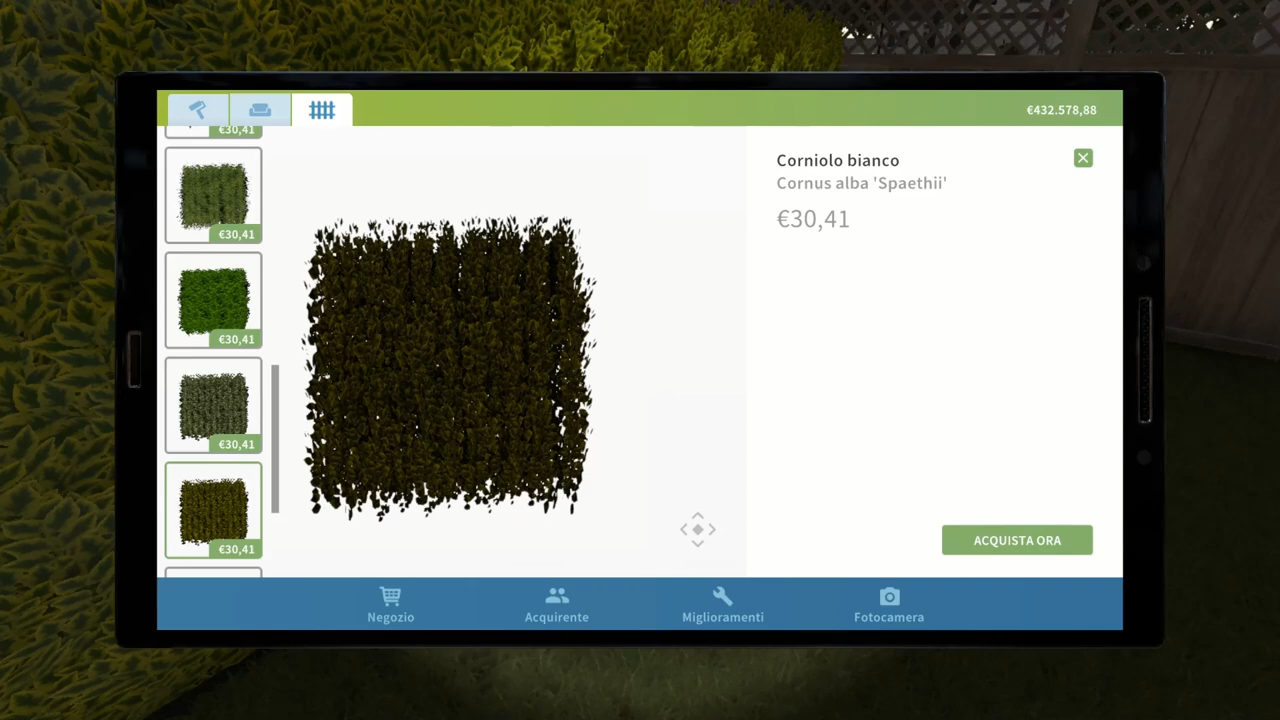 €432.578,88
€30,41
€30,41
€30,41
€30,41
€30,41
Corniolo bianco
Cornus alba 'Spaethii'
€30,41
ACQUISTA ORA
Negozio
Acquirente
Miglioramenti
Fotocamera